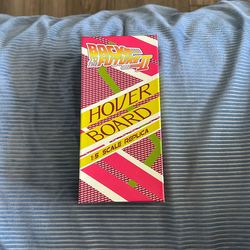 BACK TO THE FUTURE II
HOVER
BOARD
1:5 SCALE REPLICA